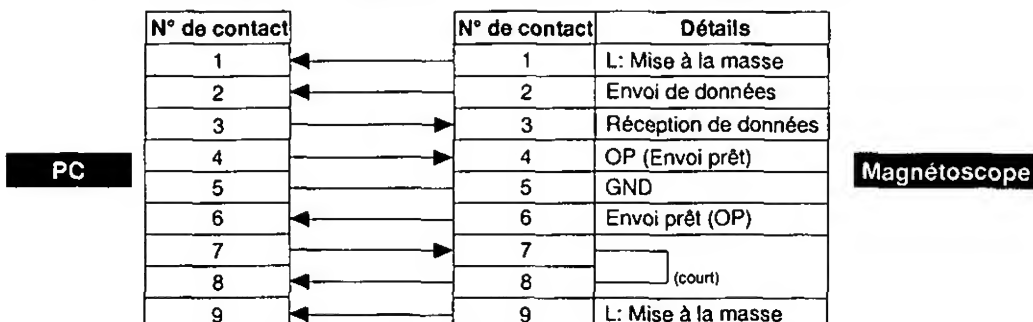 N° de contact N° de contact Détails
1 1 L: Mise à la masse
2 2 Envoi de données
3 3 Réception de données
PC 4 4 OP (Envoi prêt) Magnétoscope
5 5 GND
6 6 Envoi prêt (OP)
7 7
8 8 (court)
9 9 L: Mise à la masse